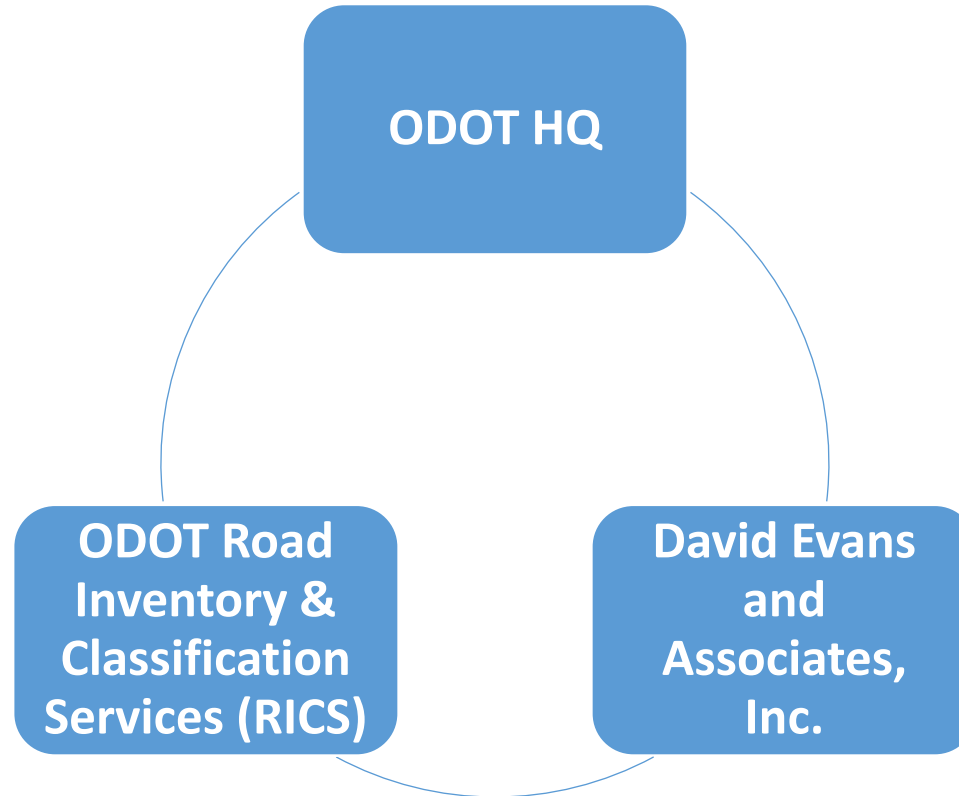 ODOT HQ
ODOT Road
Inventory &
Classification
Services (RICS)
David Evans
and
Associates,
Inc.